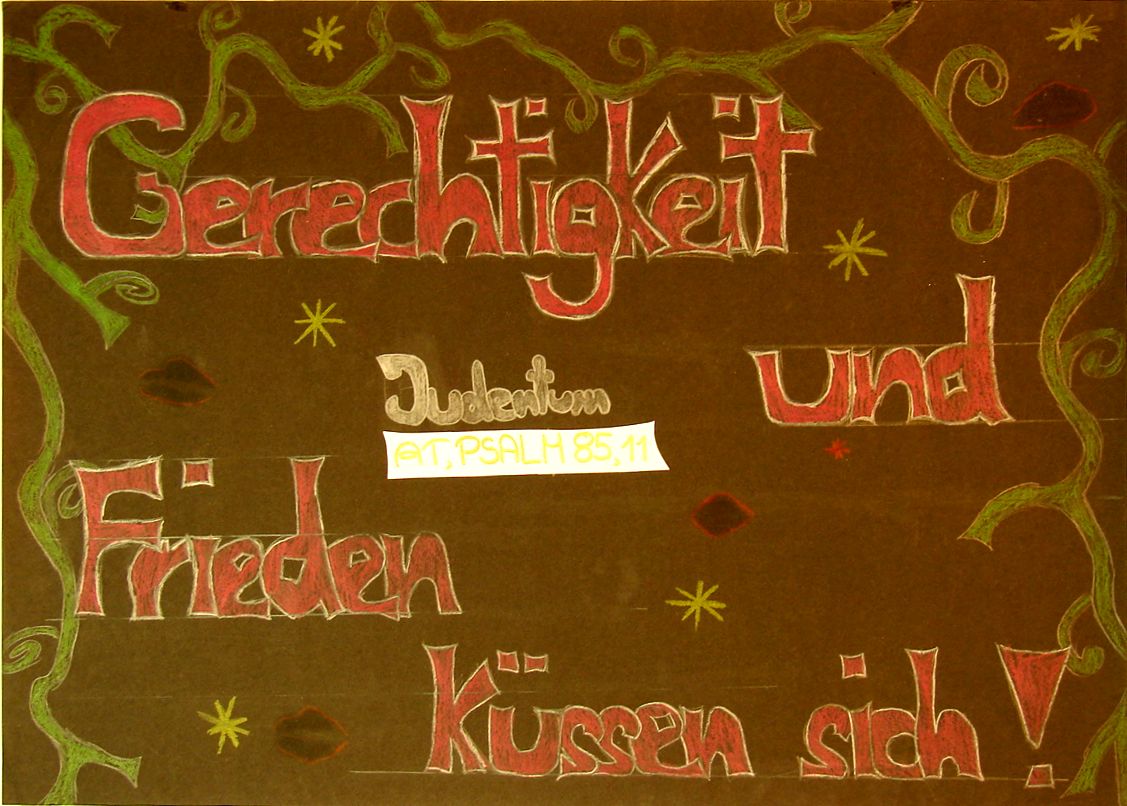 Gerechtigkeit
und
Judentum
AT, PSALM 85,11
Frieden
Küssen sich!